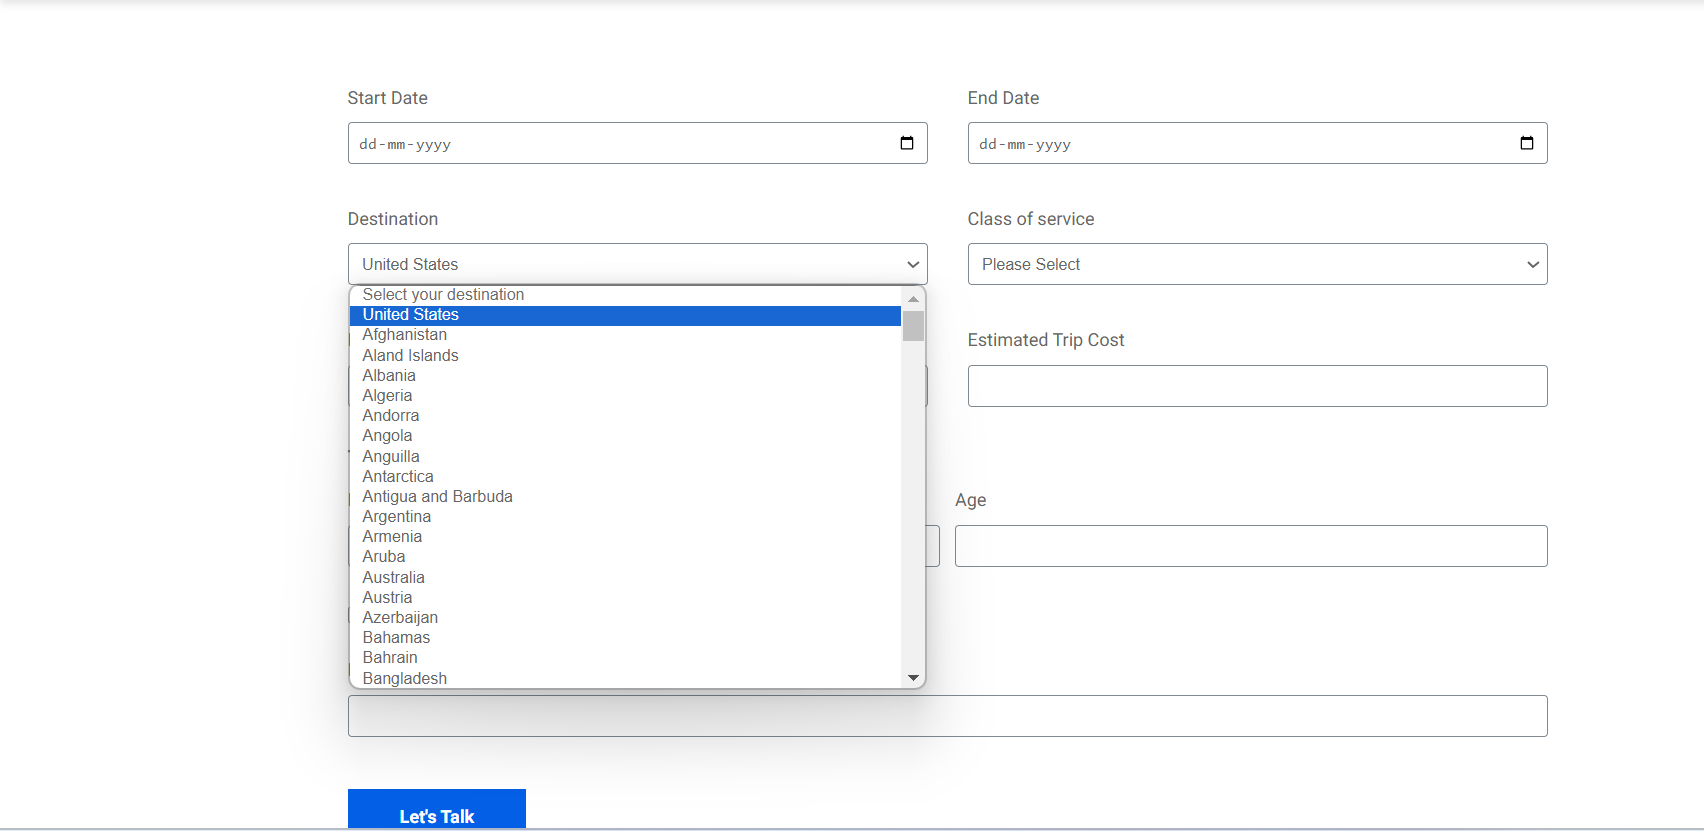 Start Date
End Date
dd-mm-yyyy
dd-mm-yyyy
Destination
Class of service
United States
Please Select
Select your destination
United States
Afghanistan
Aland Islands
Albania
Algeria
Andorra
Angola
Anguilla
Antarctica
Antigua and Barbuda
Argentina
Armenia
Aruba
Australia
Austria
Azerbaijan
Bahamas
Bahrain
Bangladesh
Estimated Trip Cost
Age
Let's Talk